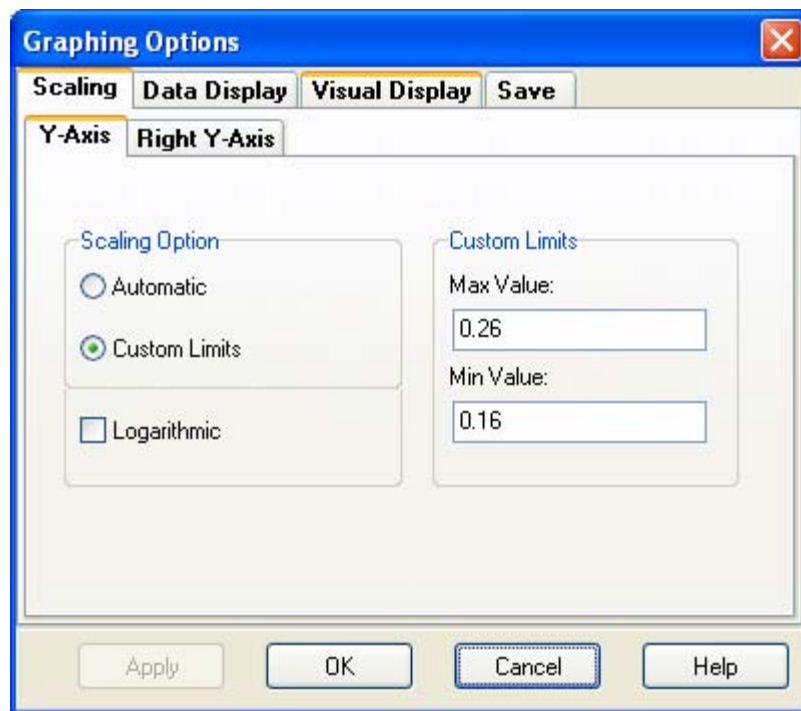 Graphing Options
Scaling Data Display Visual Display Save
Y-Axis Right Y-Axis
Scaling Option
Automatic
Custom Limits
Logarithmic
Custom Limits
Max Value:
0.26
Min Value:
0.16
Apply OK Cancel Help